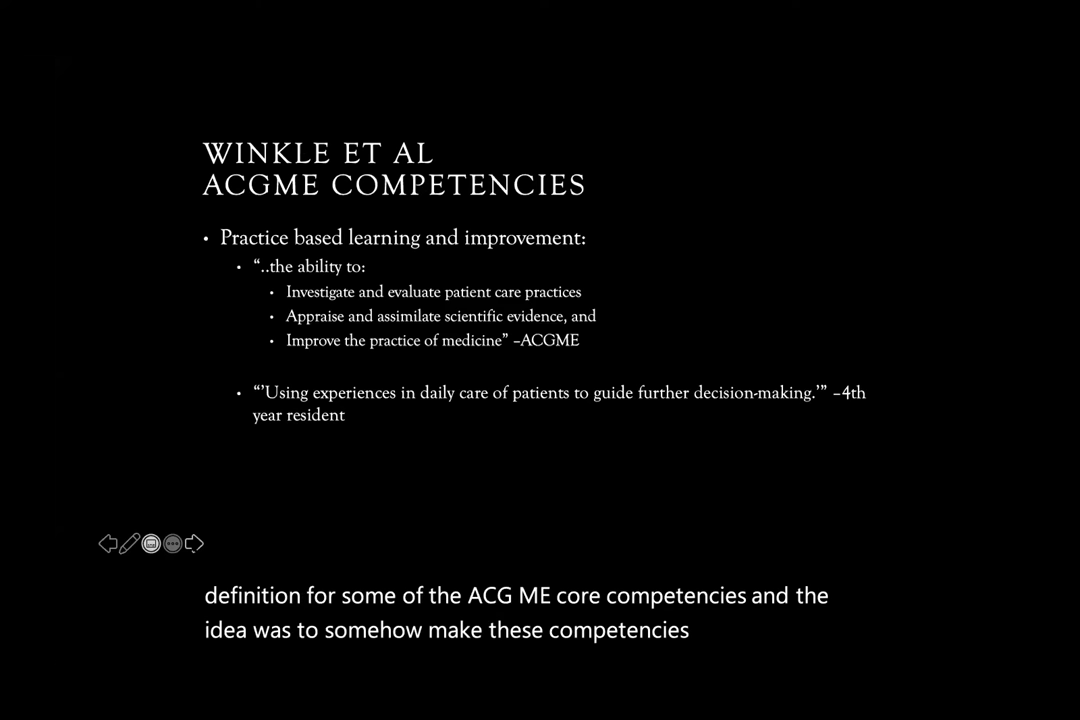 WINKLE ET AL
ACGME COMPETENCIES
• Practice based learning and improvement:
• “..the ability to:
• Investigate and evaluate patient care practices
• Appraise and assimilate scientific evidence, and
• Improve the practice of medicine” –ACGME
• “’Using experiences in daily care of patients to guide further decision-making.’” –4th
year resident
definition for some of the ACG ME core competencies and the
idea was to somehow make these competencies